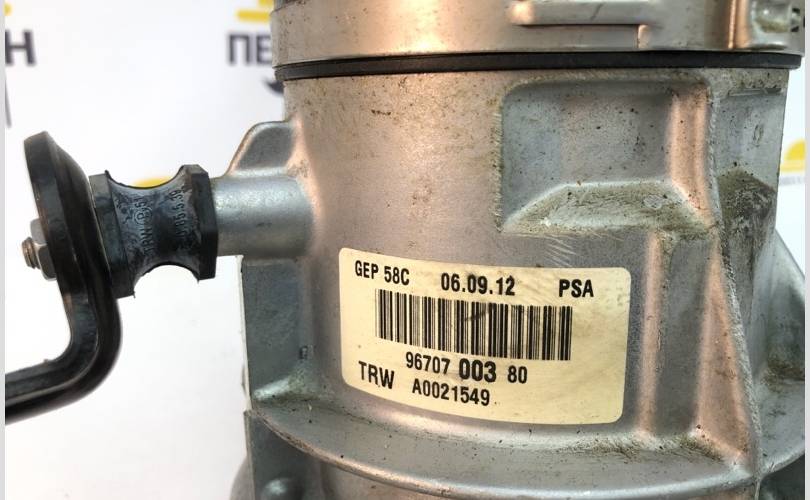 GEP 58C 06.09.12 PSA
96707 003 80
TRW A0021549